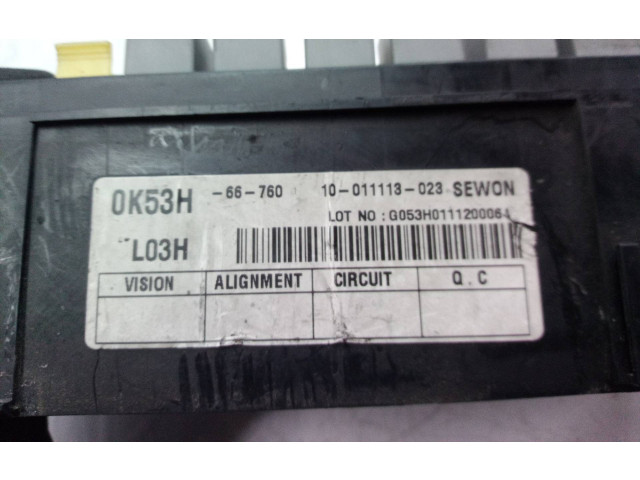 0K53H -66-760 10-011113-023 SEWON
LOT NO : G053H011120006
L03H
VISION ALIGNMENT CIRCUIT Q.C